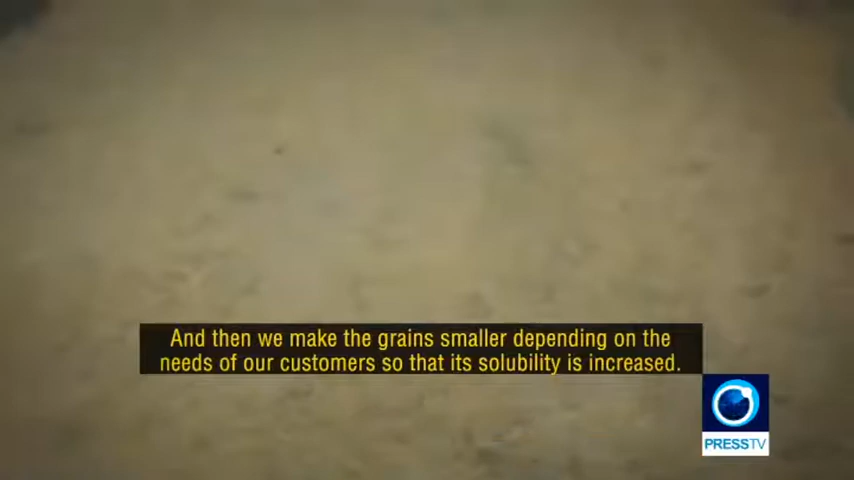 And then we make the grains smaller depending on the
needs of our customers so that its solubility is increased.
PRESSTV